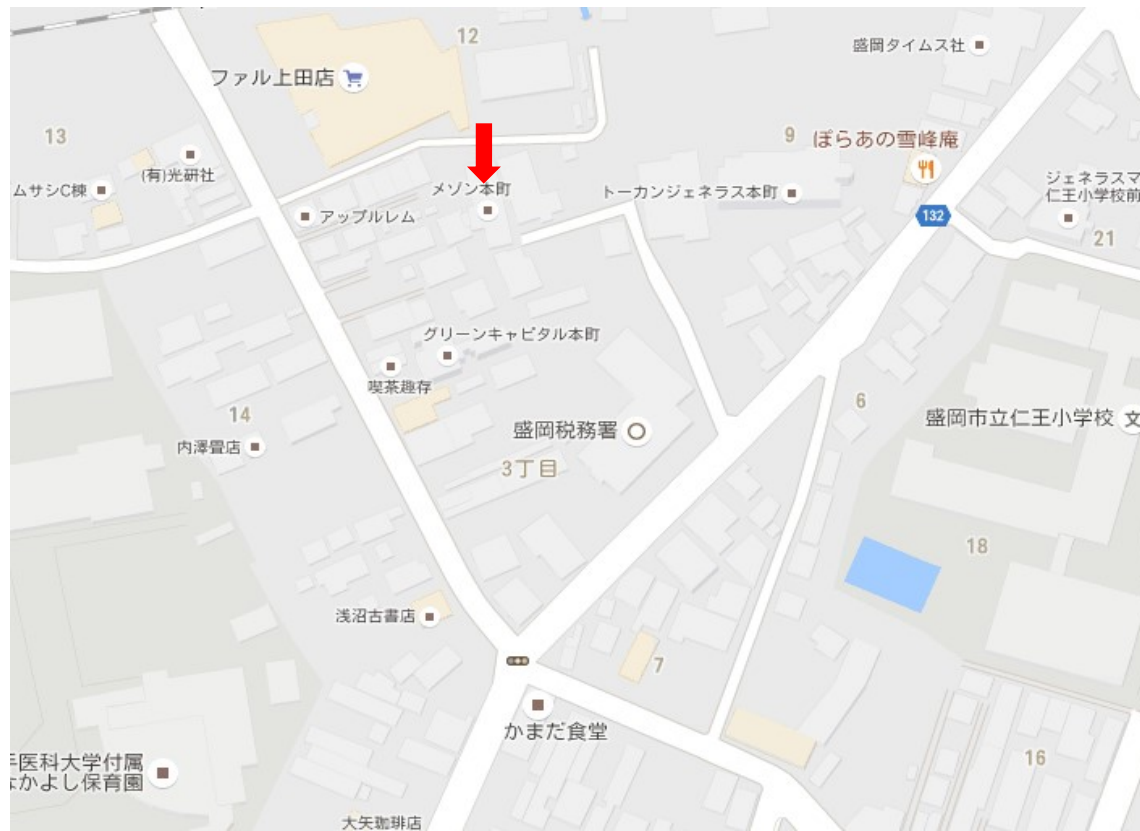 12
盛岡タイムス社
ファル上田店
13
9
ぽらあの雪峰庵
(有)光研社
ムサシC棟
メゾン本町
トーカンジェネラス本町
ジェネラスマ
仁王小学校前
アップルレム
132
21
グリーンキャピタル本町
喫茶趣存
14
6
盛岡市立仁王小学校
文
内澤畳店
盛岡税務署
3丁目
18
浅沼古書店
7
かまだ食堂
医科大学付属
なかよし保育園
16
大矢珈琲店